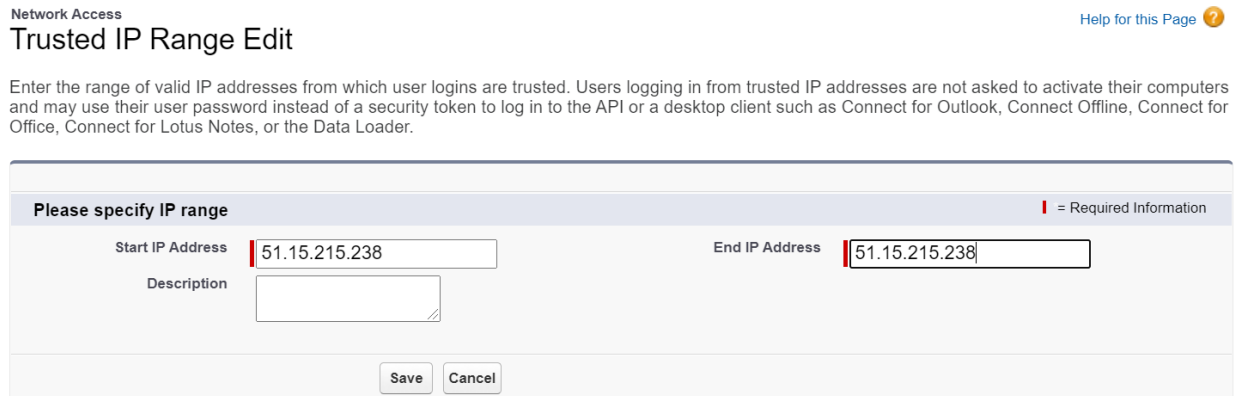 Network Access
Help for this Page ?
Trusted IP Range Edit
Enter the range of valid IP addresses from which user logins are trusted. Users logging in from trusted IP addresses are not asked to activate their computers
and may use their user password instead of a security token to log in to the API or a desktop client such as Connect for Outlook, Connect Offline, Connect for
Office, Connect for Lotus Notes, or the Data Loader.
Please specify IP range
= Required Information
Start IP Address 51.15.215.238
End IP Address 51.15.215.238
Description
Save Cancel